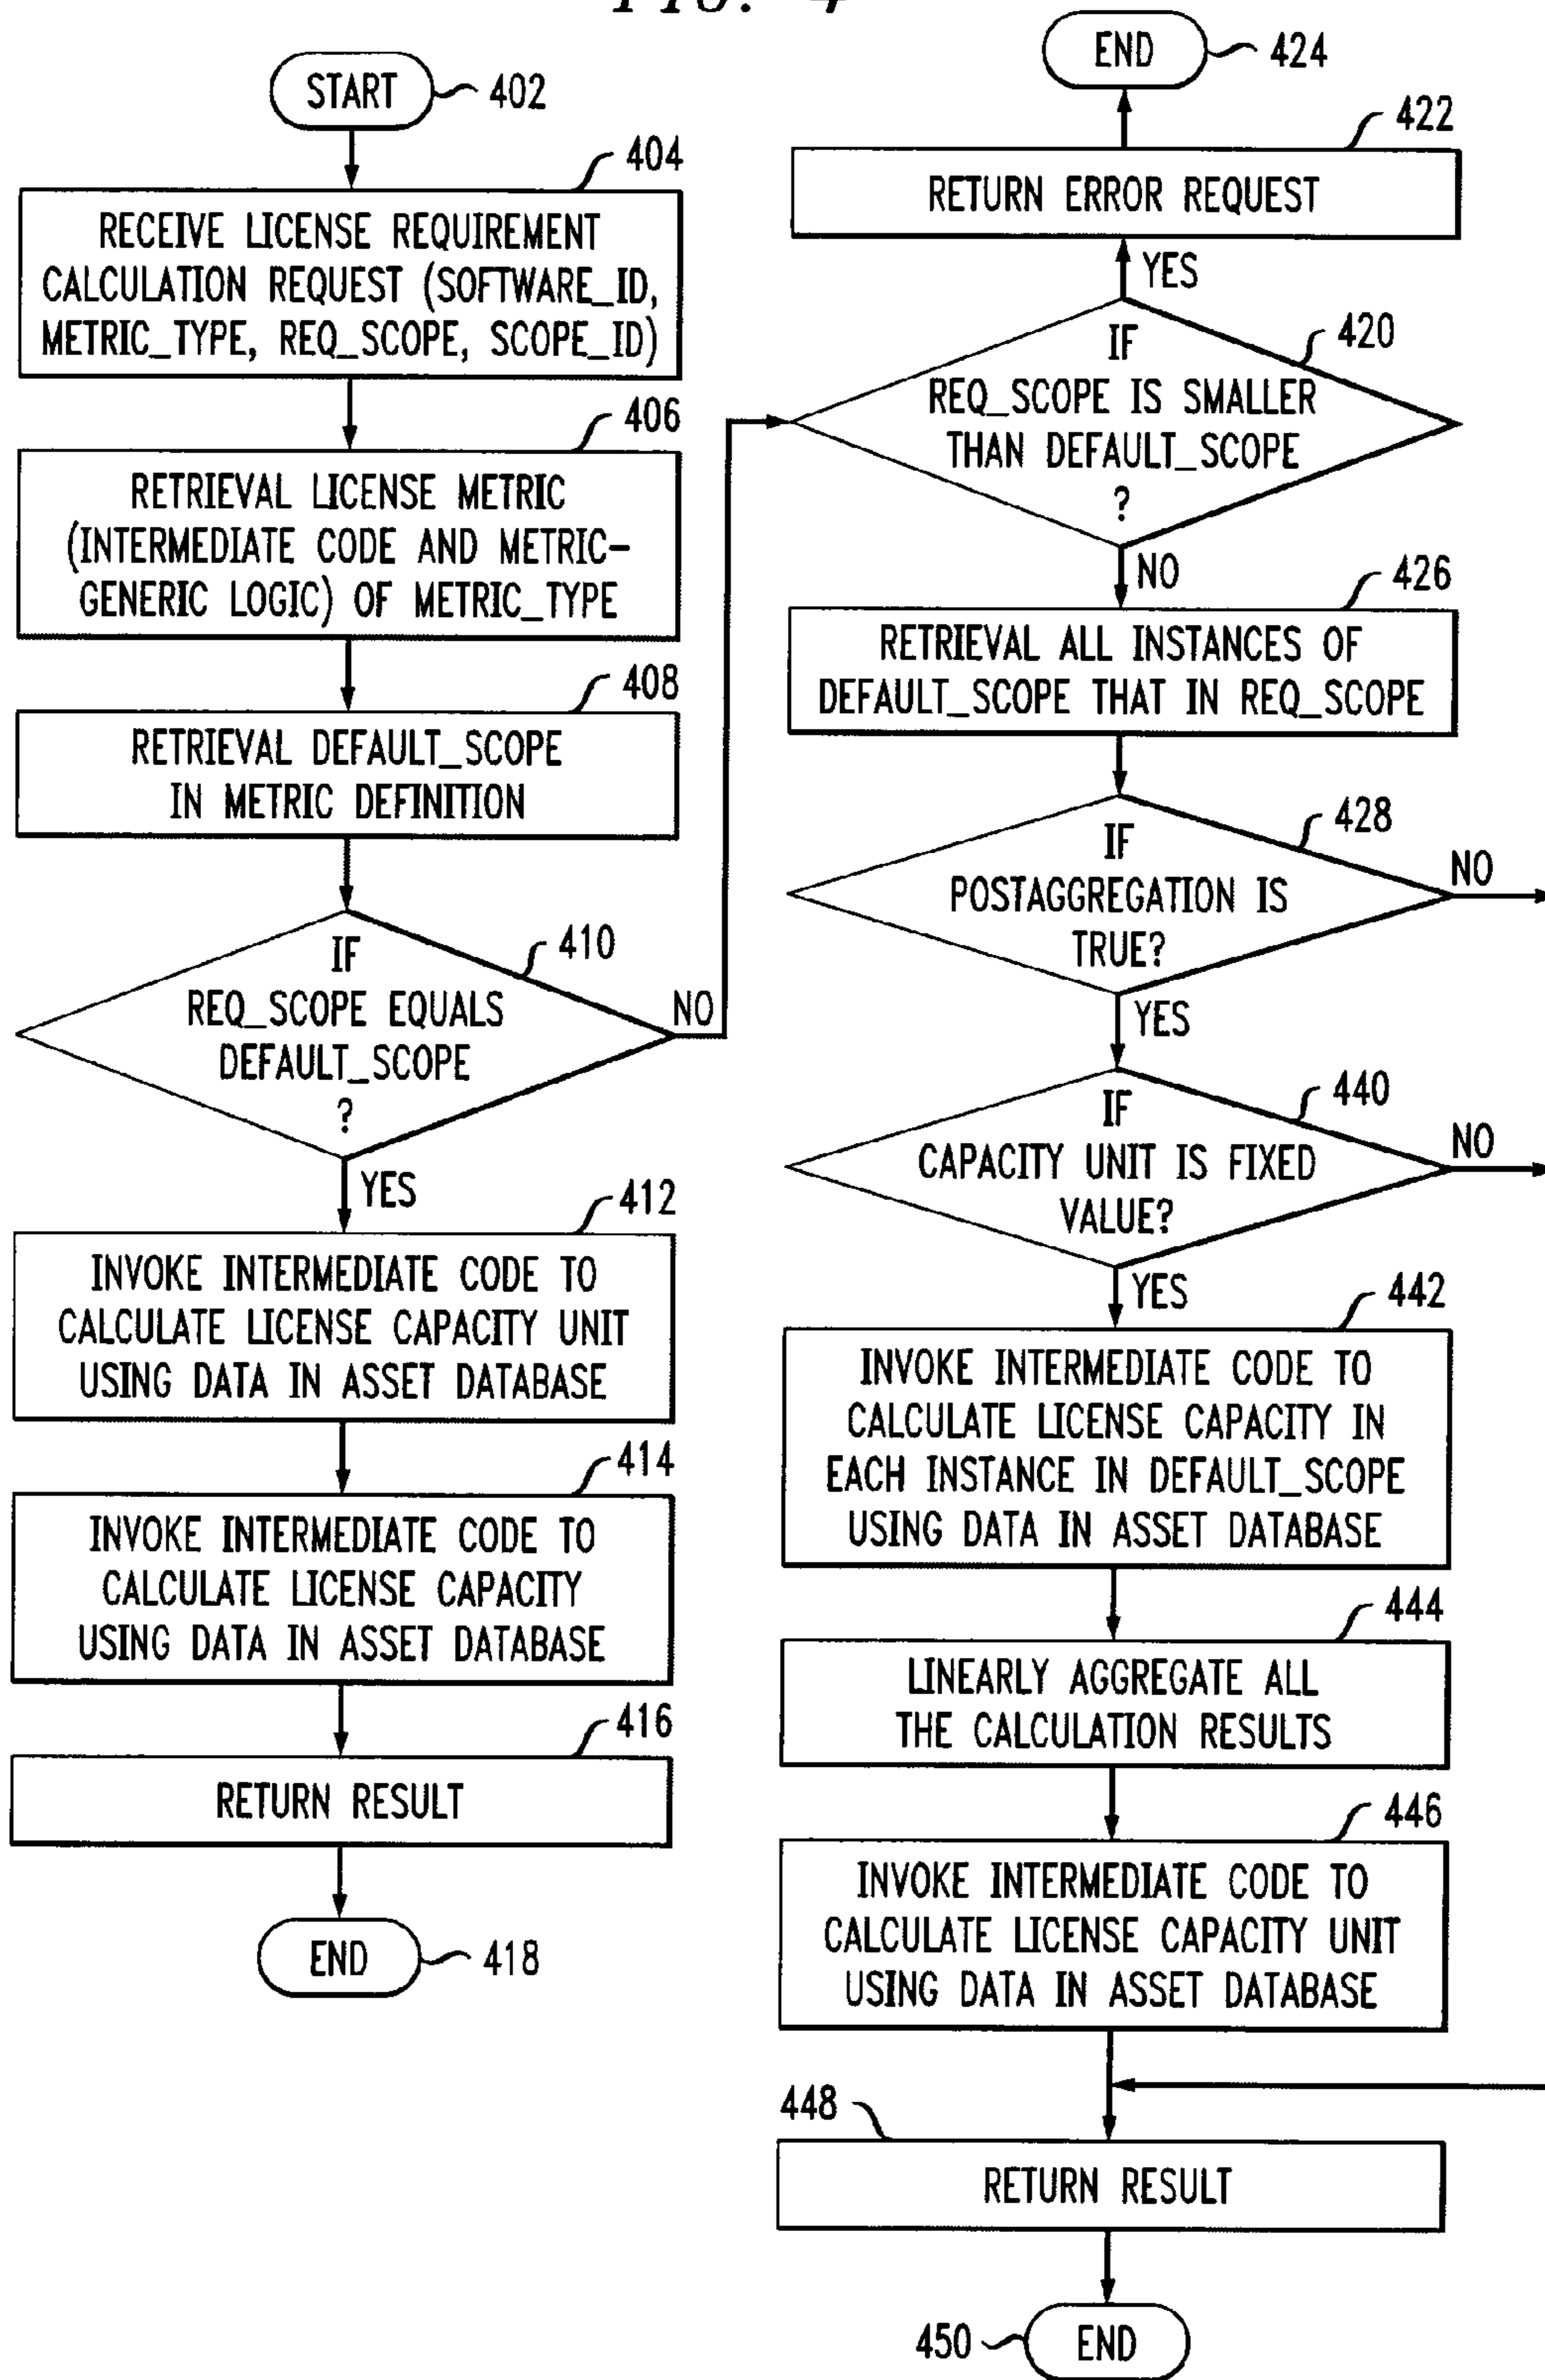 FIG. 4
START
402
404
RECEIVE LICENSE REQUIREMENT
CALCULATION REQUEST (SOFTWARE_ID,
METRIC_TYPE, REQ_SCOPE, SCOPE_ID)
406
RETRIEVAL LICENSE METRIC
(INTERMEDIATE CODE AND METRIC-
GENERIC LOGIC) OF METRIC_TYPE
408
RETRIEVAL DEFAULT_SCOPE
IN METRIC DEFINITION
410
IF
REQ_SCOPE EQUALS
DEFAULT_SCOPE
?
NO
YES
412
INVOKE INTERMEDIATE CODE TO
CALCULATE LICENSE CAPACITY UNIT
USING DATA IN ASSET DATABASE
414
INVOKE INTERMEDIATE CODE TO
CALCULATE LICENSE CAPACITY
USING DATA IN ASSET DATABASE
416
RETURN RESULT
END
418
END
424
422
RETURN ERROR REQUEST
YES
420
IF
REQ_SCOPE IS SMALLER
THAN DEFAULT_SCOPE
?
NO
426
RETRIEVAL ALL INSTANCES OF
DEFAULT_SCOPE THAT IN REQ_SCOPE
428
IF
POSTAGGREGATION IS
TRUE?
NO
YES
440
IF
CAPACITY UNIT IS FIXED
VALUE?
NO
YES
442
INVOKE INTERMEDIATE CODE TO
CALCULATE LICENSE CAPACITY IN
EACH INSTANCE IN DEFAULT_SCOPE
USING DATA IN ASSET DATABASE
444
LINEARLY AGGREGATE ALL
THE CALCULATION RESULTS
446
INVOKE INTERMEDIATE CODE TO
CALCULATE LICENSE CAPACITY UNIT
USING DATA IN ASSET DATABASE
448
RETURN RESULT
450
END